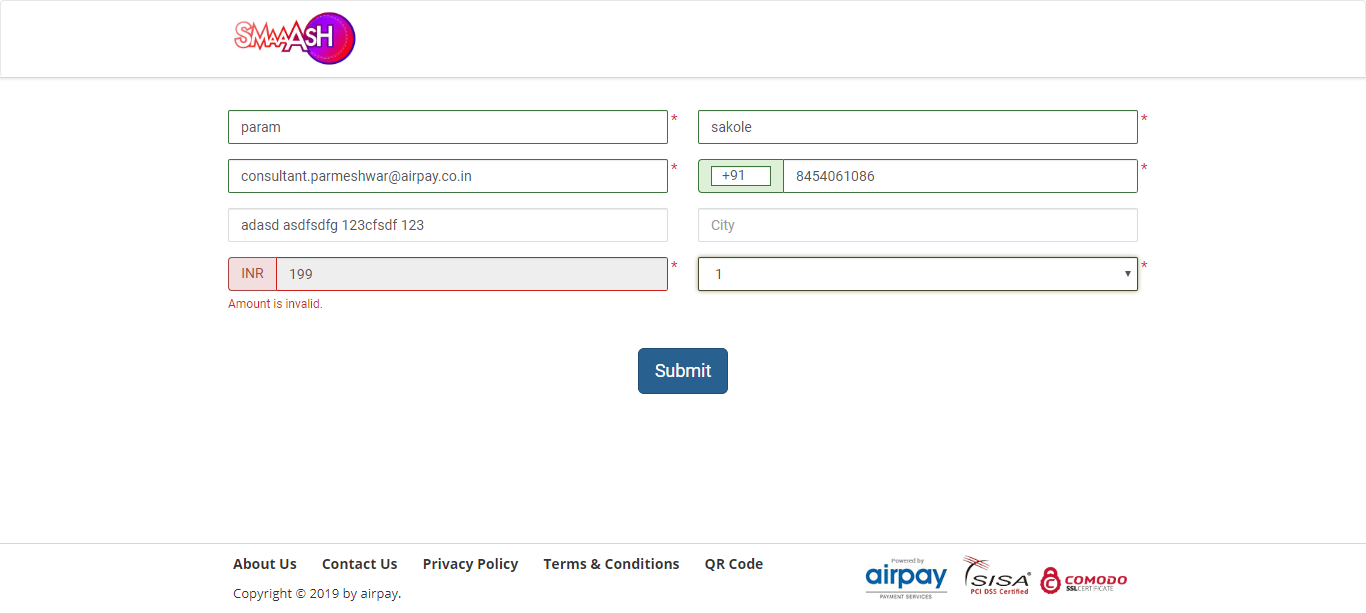 SMAAASH
param *
sakole *
consultant.parmeshwar@airpay.co.in *
+91 8454061086 *
adasd asdfsdfg 123cfsdf 123
City
INR 199 *
1 *
Amount is invalid.
Submit
About Us Contact Us Privacy Policy Terms & Conditions QR Code
Copyright © 2019 by airpay.
Powered by
airpay
PAYMENT SERVICES
SISA®
PCI DSS Certified
COMODO
SSL CERTIFICATE